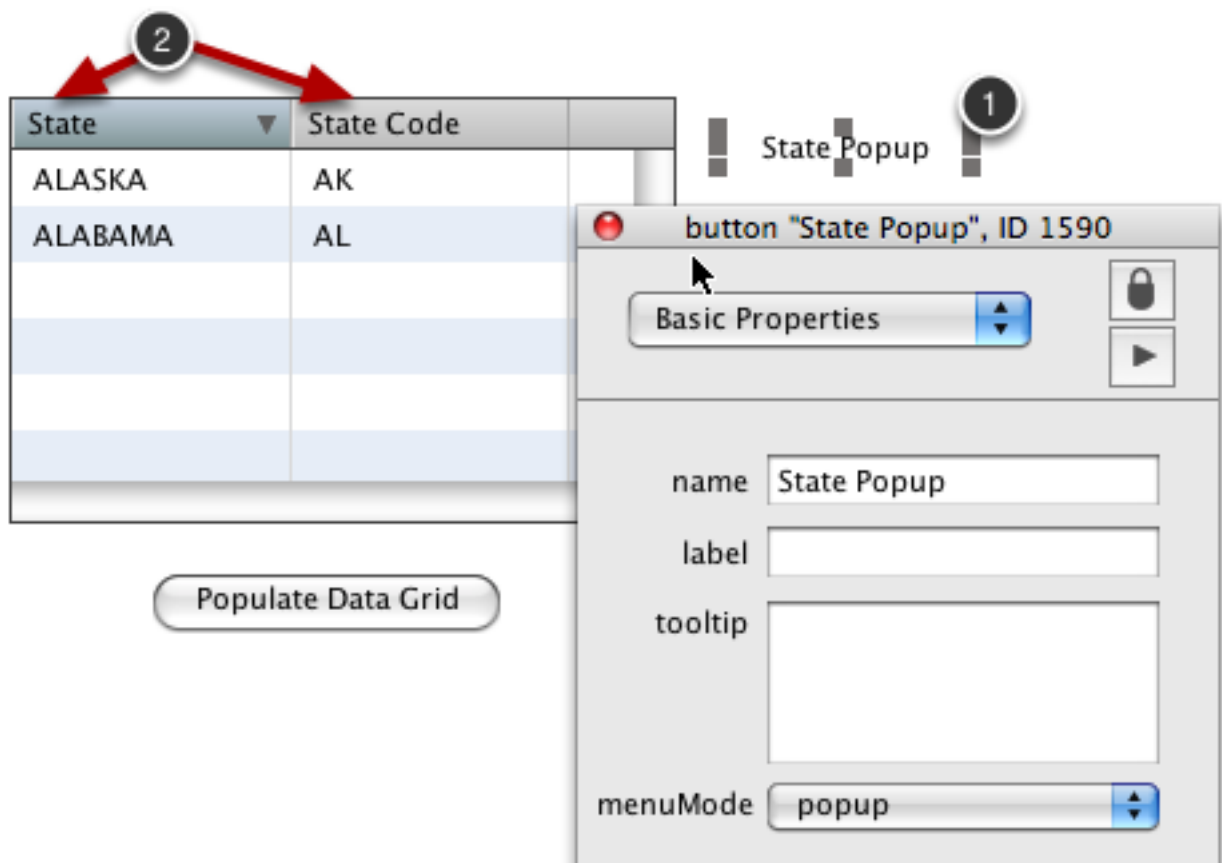 2
1
State State Code
State Popup
ALASKA AK
ALABAMA AL
button "State Popup", ID 1590
Basic Properties
name State Popup
label
Populate Data Grid
tooltip
menuMode popup